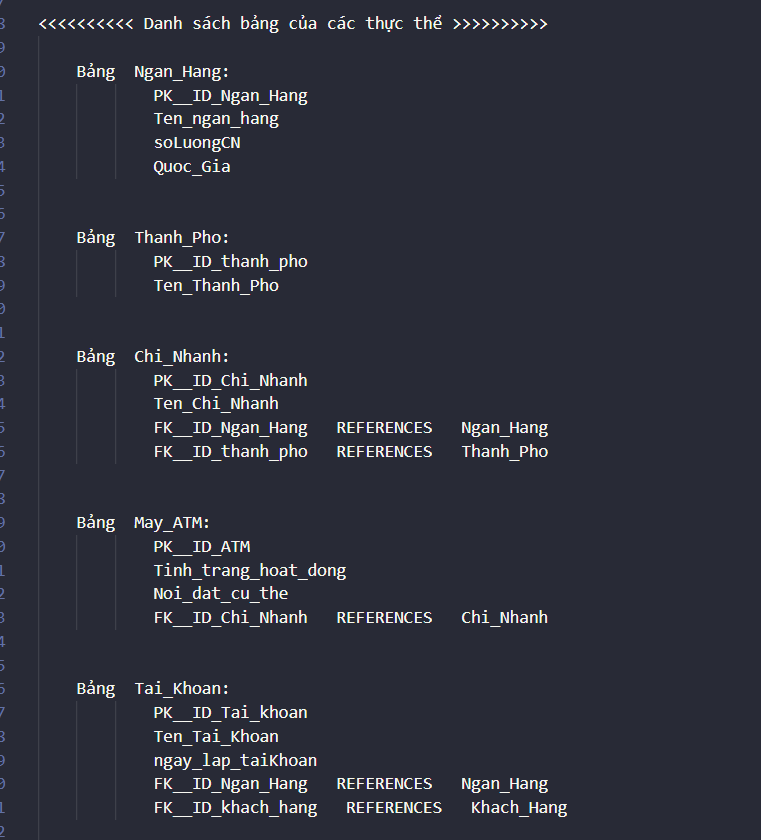 <<<<<<<<<< Danh sách bảng của các thực thể >>>>>>>>>>
Bảng  Ngan_Hang:
PK__ID_Ngan_Hang
Ten_ngan_hang
soLuongCN
Quoc_Gia
Bảng  Thanh_Pho:
PK__ID_thanh_pho
Ten_Thanh_Pho
Bảng  Chi_Nhanh:
PK__ID_Chi_Nhanh
Ten_Chi_Nhanh
FK__ID_Ngan_Hang   REFERENCES   Ngan_Hang
FK__ID_thanh_pho   REFERENCES   Thanh_Pho
Bảng  May_ATM:
PK__ID_ATM
Tinh_trang_hoat_dong
Noi_dat_cu_the
FK__ID_Chi_Nhanh   REFERENCES   Chi_Nhanh
Bảng  Tai_Khoan:
PK__ID_Tai_khoan
Ten_Tai_Khoan
ngay_lap_taiKhoan
FK__ID_Ngan_Hang   REFERENCES   Ngan_Hang
FK__ID_khach_hang   REFERENCES   Khach_Hang